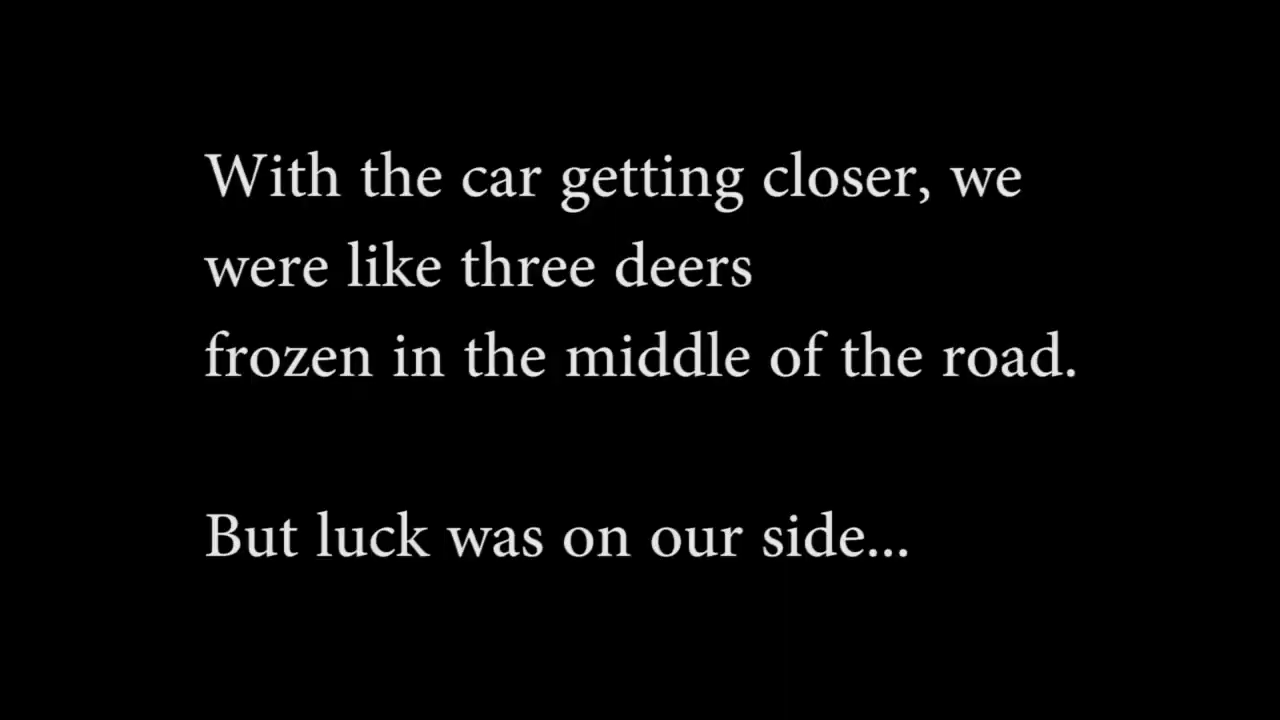 With the car getting closer, we
were like three deers
frozen in the middle of the road.
But luck was on our side...